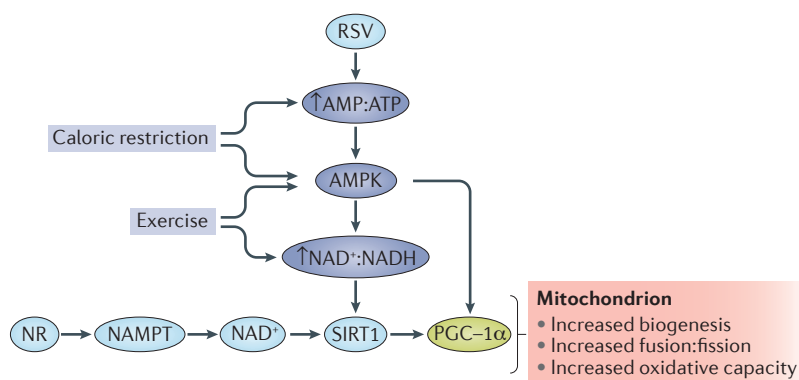 RSV
↑AMP:ATP
Caloric restriction
AMPK
Exercise
↑NAD⁺:NADH
Mitochondrion
• Increased biogenesis
• Increased fusion:fission
• Increased oxidative capacity
NR
NAMPT
NAD⁺
SIRT1
PGC–1α